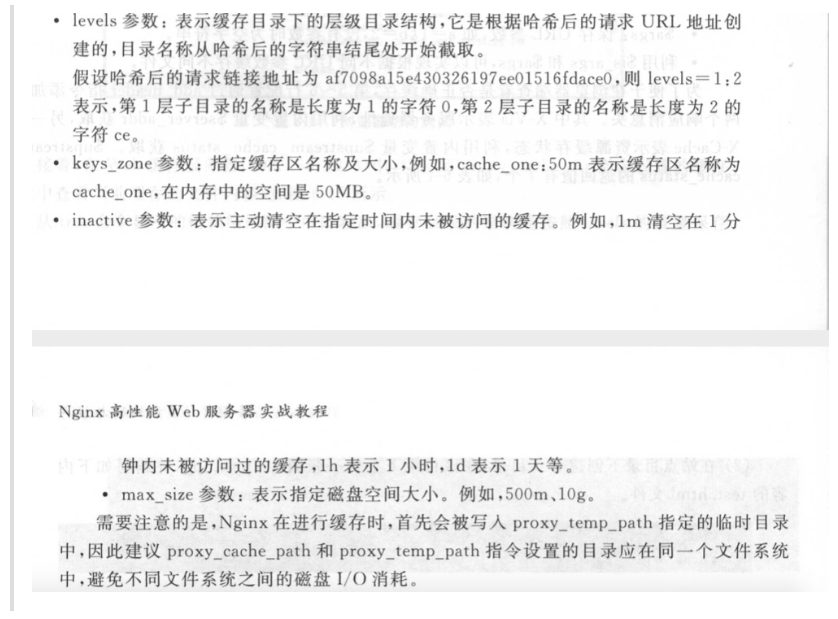 • levels 参数：表示缓存目录下的层级目录结构,它是根据哈希后的请求 URL 地址创
建的,目录名称从哈希后的字符串结尾处开始截取。
假设哈希后的请求链接地址为 af7098a15e430326197ee01516fdace0,则 levels=1:2
表示,第 1 层子目录的名称是长度为 1 的字符 0,第 2 层子目录的名称是长度为 2 的
字符 ce。
• keys_zone 参数：指定缓存区名称及大小,例如,cache_one:50m 表示缓存区名称为
cache_one,在内存中的空间是 50MB。
• inactive 参数：表示主动清空在指定时间内未被访问的缓存。例如,1m 清空在 1 分
Nginx 高性能 Web 服务器实战教程
钟内未被访问过的缓存,1h 表示 1 小时,1d 表示 1 天等。
• max_size 参数：表示指定磁盘空间大小。例如,500m、10g。
需要注意的是,Nginx 在进行缓存时,首先会被写入 proxy_temp_path 指定的临时目录
中,因此建议 proxy_cache_path 和 proxy_temp_path 指令设置的目录应在同一个文件系统
中,避免不同文件系统之间的磁盘 I/O 消耗。